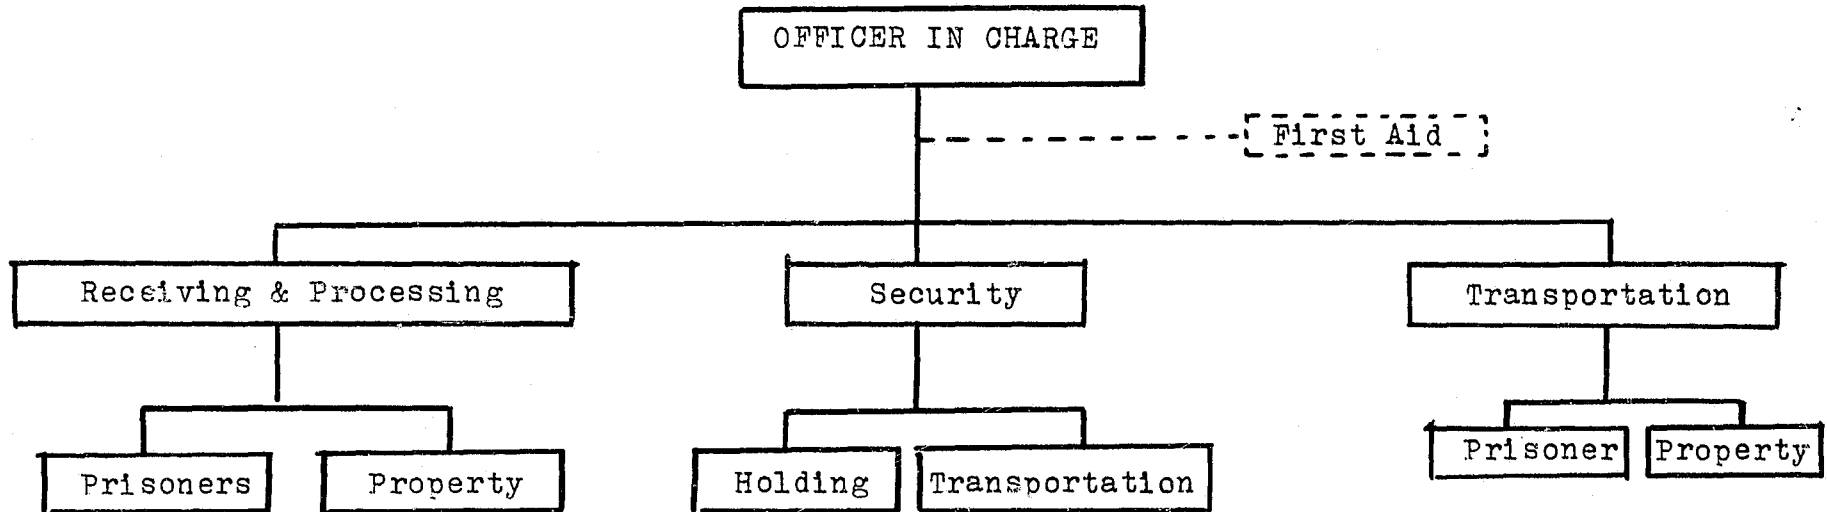 OFFICER IN CHARGE
First Aid
Receiving & Processing
Security
Transportation
Prisoners
Property
Holding
Transportation
Prisoner
Property